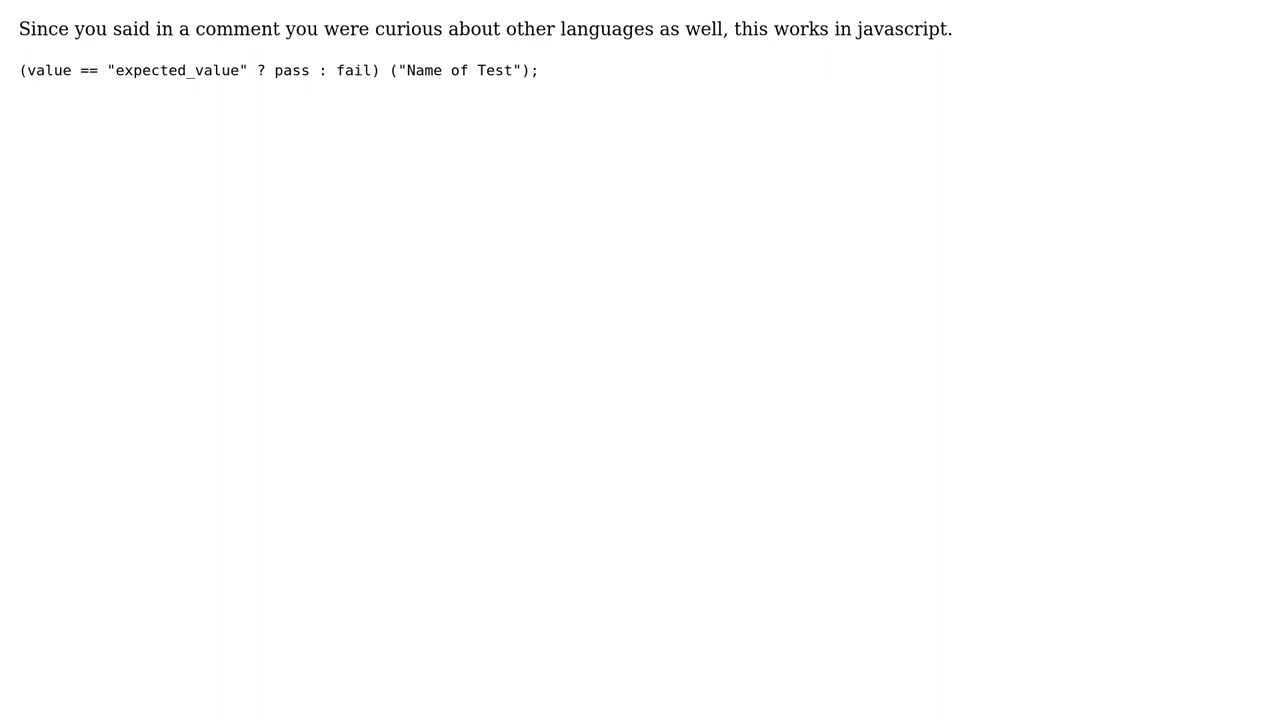 Since you said in a comment you were curious about other languages as well, this works in javascript.
(value == "expected_value" ? pass : fail) ("Name of Test");